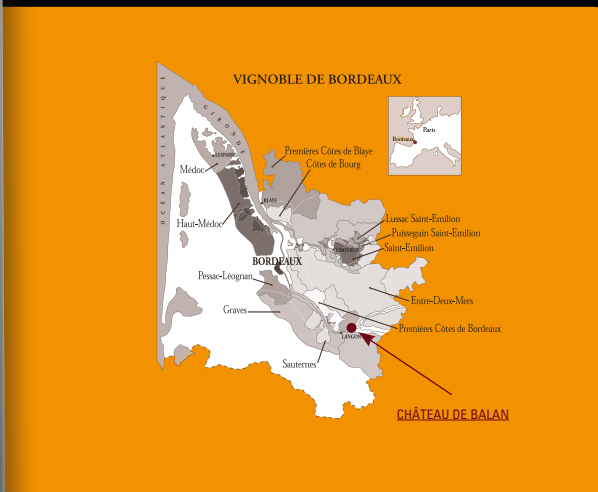 VIGNOBLE DE BORDEAUX
OCÉAN ATLANTIQUE
GIRONDE
Paris
Bordeaux
LESPARRE
Médoc
Premières Côtes de Blaye
Côtes de Bourg
BLAYE
Haut-Médoc
Lussac Saint-Emilion
Puisseguin Saint-Emilion
Saint-Emilion
BORDEAUX
Pessac-Léognan
Entre-Deux-Mers
Graves
Premières Côtes de Bordeaux
LANGON
Sauternes
CHÂTEAU DE BALAN